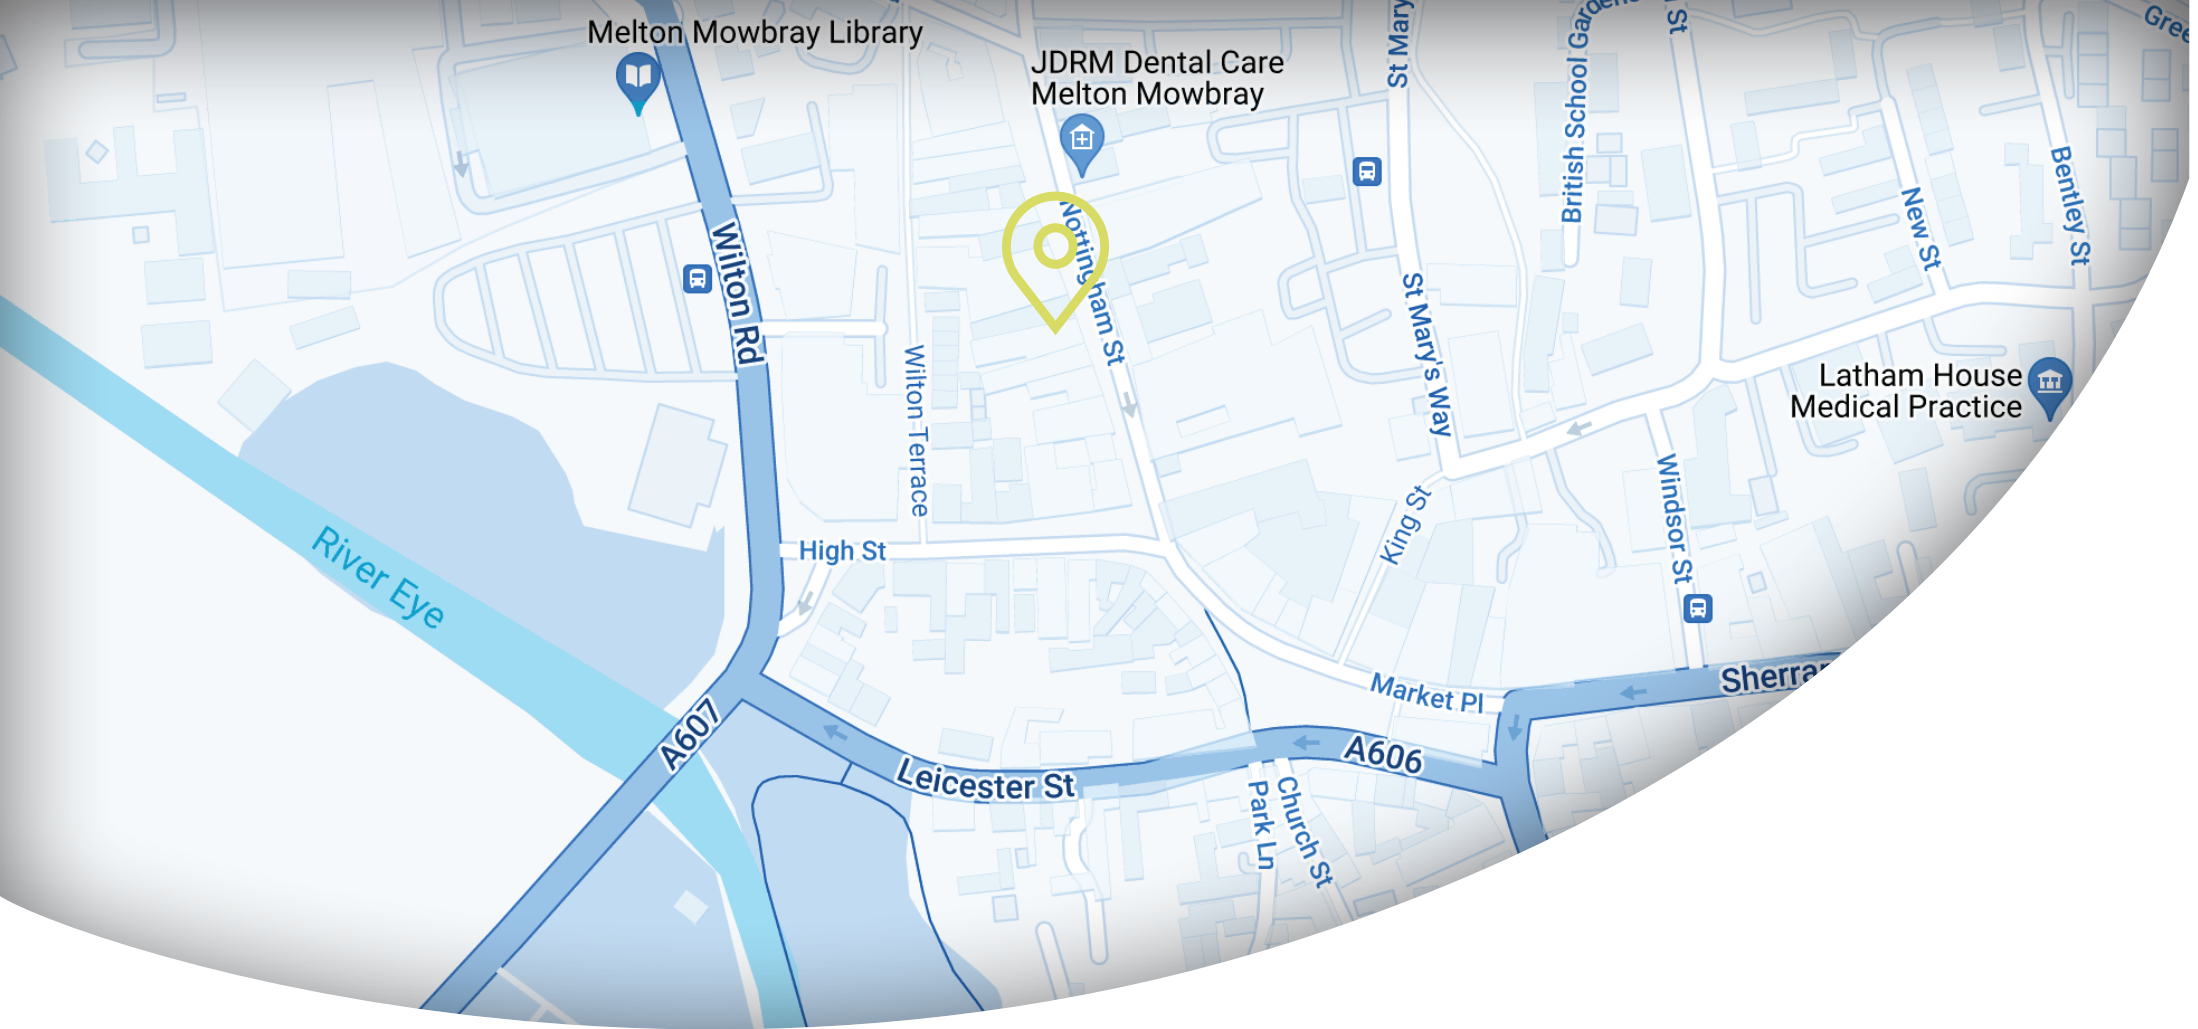 Melton Mowbray Library
JDRM Dental Care
Melton Mowbray
St Mary
British School Gardens
St
Gree
Nottingham St
Wilton Rd
Wilton Terrace
St Mary's Way
New St
Bentley St
Latham House
Medical Practice
King St
Windsor St
High St
River Eye
Market Pl
Sherrar
A607
Leicester St
A606
Park Ln
Church St